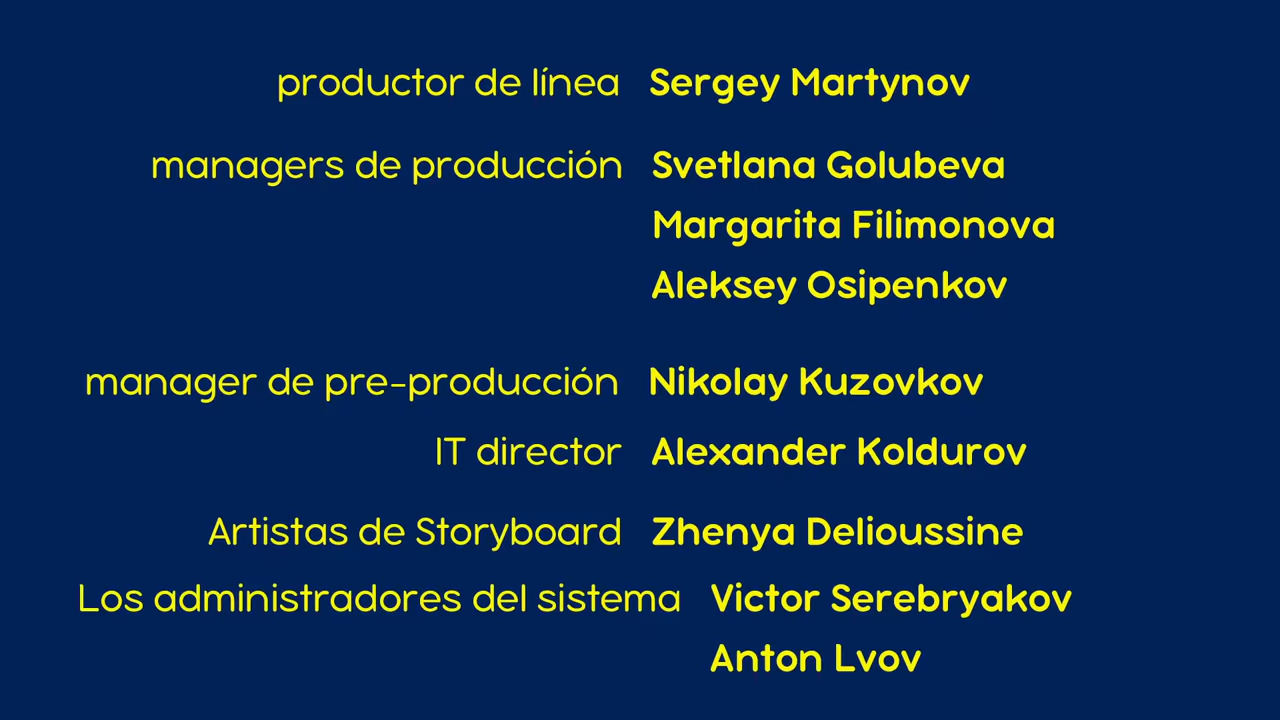 productor de línea Sergey Martynov
managers de producción Svetlana Golubeva
Margarita Filimonova
Aleksey Osipenkov
manager de pre-producción Nikolay Kuzovkov
IT director Alexander Koldurov
Artistas de Storyboard Zhenya Delioussine
Los administradores del sistema Victor Serebryakov
Anton Lvov